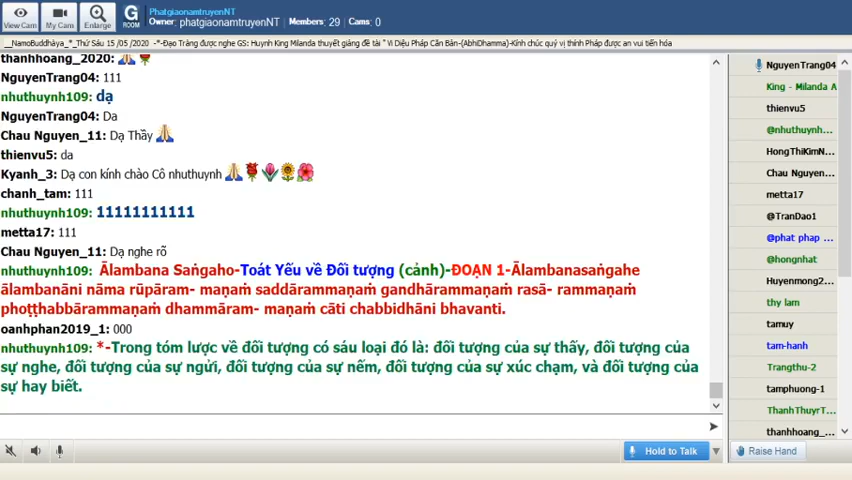 View Cam
My Cam
Enlarge
G
ROOM
PhatgiaonamtruyenNT
Owner: phatgiaonamtruyenNT Members: 29 Cams: 0
__NamoBuddhàya_*_Thứ Sáu 15 /05 /2020 -*-Đạo Tràng được nghe GS: Huynh King Milanda thuyết giảng đề tài " Vi Diệu Pháp Căn Bản-(AbhiDhamma)-Kính chúc quý vị thính Pháp được an vui tiến hóa
thanhhoang_2020: 🙏🌹
NguyenTrang04: 111
nhuthuynh109: dạ
NguyenTrang04: Da
Chau Nguyen_11: Dạ Thầy 🙏
thienvu5: da
Kyanh_3: Dạ con kính chào Cô nhuthuynh 🙏🌹🌷🌻🌺
chanh_tam: 111
nhuthuynh109: 11111111111
metta17: 111
Chau Nguyen_11: Dạ nghe rõ
nhuthuynh109: Ālambana Saṅgaho-Toát Yếu về Đối tượng (cảnh)-ĐOẠN 1-Ālambanasaṅgahe
ālambanāni nāma rūpāram- maṇaṁ saddārammaṇaṁ gandhārammaṇaṁ rasā- rammaṇaṁ
phoṭṭhabbārammaṇaṁ dhammāram- maṇaṁ cāti chabbidhāni bhavanti.
oanhphan2019_1: 000
nhuthuynh109: *-Trong tóm lược về đối tượng có sáu loại đó là: đối tượng của sự thấy, đối tượng của
sự nghe, đối tượng của sự ngửi, đối tượng của sự nếm, đối tượng của sự xúc chạm, và đối tượng của
sự hay biết.
Hold to Talk
Raise Hand
NguyenTrang04
King - Milanda A
thienvu5
@nhuthuynh...
HongThiKimN...
Chau Nguyen...
metta17
@TranDao1
@phat phap ...
@hongnhat
Huyenmong2...
thy lam
tamuy
tam-hanh
Trangthu-2
tamphuong-1
ThanhThuyrT...
thanhhoang_...